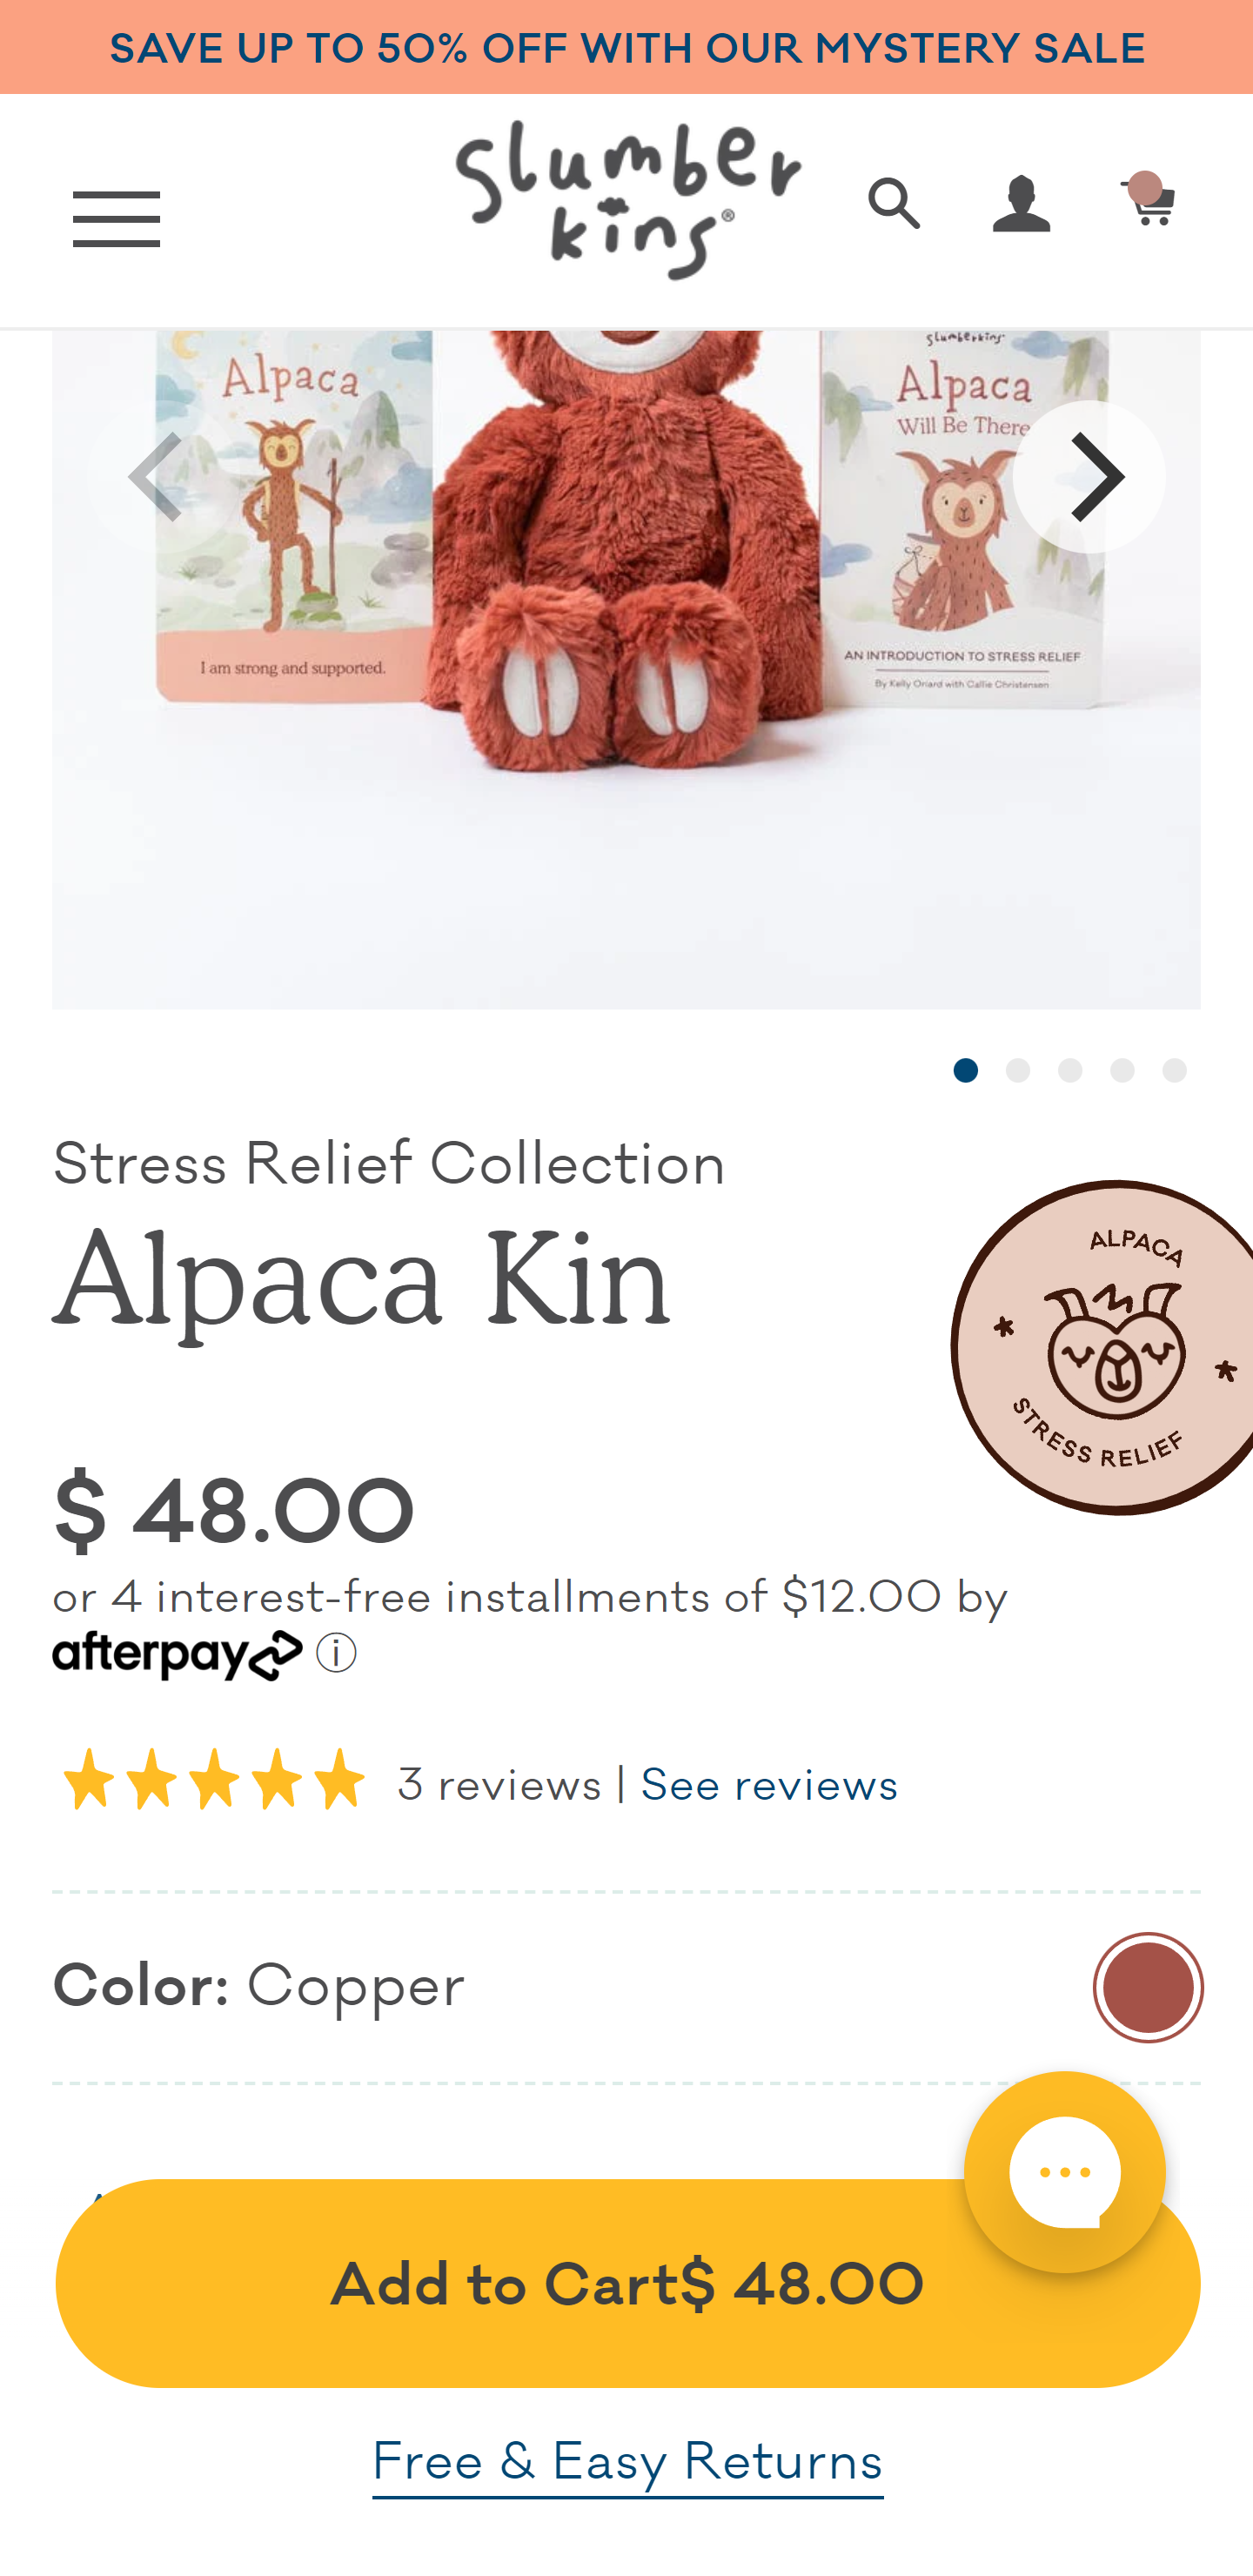 SAVE UP TO 50% OFF WITH OUR MYSTERY SALE
slumber
kins®
Alpaca
I am strong and supported.
slumberkins
Alpaca
Will Be There
AN INTRODUCTION TO STRESS RELIEF
By Kelly Oriard with Callie Christensen
Stress Relief Collection
Alpaca Kin
ALPACA
STRESS RELIEF
$ 48.00
or 4 interest-free installments of $12.00 by
afterpay
3 reviews | See reviews
Color: Copper
Add to Cart$ 48.00
Free & Easy Returns